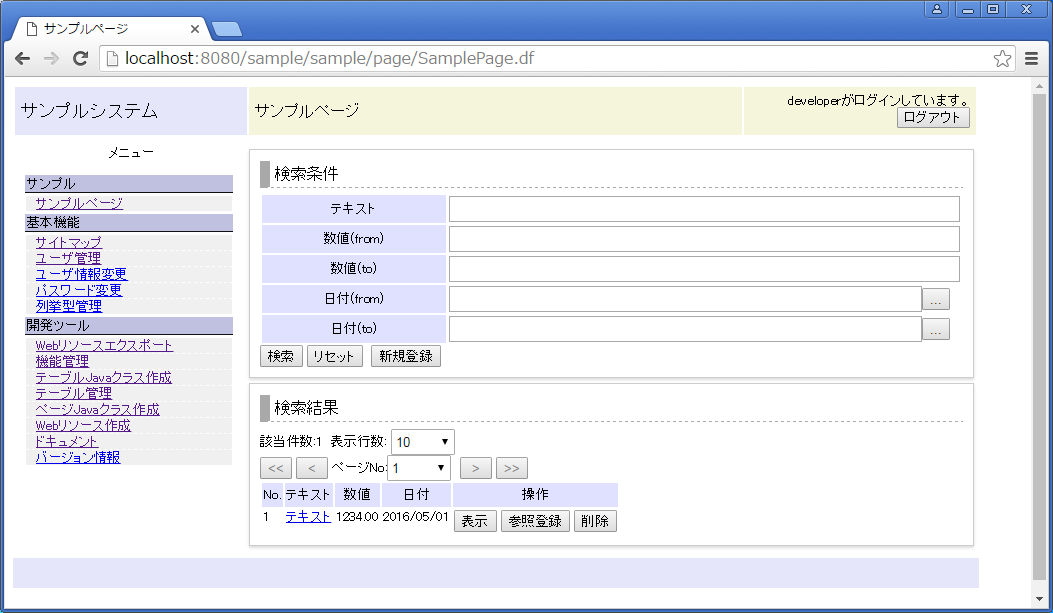 サンプルページ
localhost:8080/sample/sample/page/SamplePage.df
サンプルシステム
サンプルページ
developerがログインしています。
ログアウト
メニュー
サンプル
サンプルページ
基本機能
サイトマップ
ユーザ管理
ユーザ情報変更
パスワード変更
列挙型管理
開発ツール
Webリソースエクスポート
機能管理
テーブルJavaクラス作成
テーブル管理
ページJavaクラス作成
Webリソース作成
ドキュメント
バージョン情報
検索条件
テキスト
数値(from)
数値(to)
日付(from) ...
日付(to) ...
検索 リセット 新規登録
検索結果
該当件数:1 表示行数: 10
<< < ページNo: 1 > >>
No. テキスト 数値 日付 操作
1 テキスト 1234.00 2016/05/01 表示 参照登録 削除